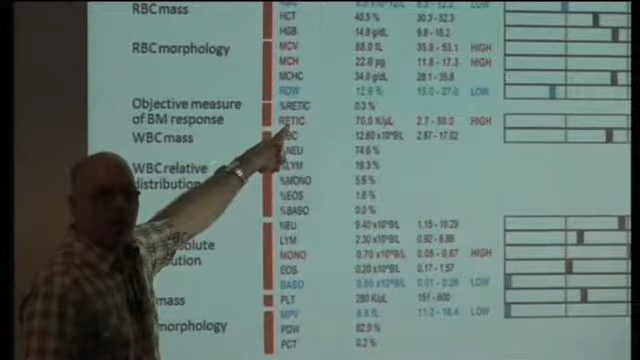 RBC mass
HCT 40.5 % 30.3 - 52.3
HGB 14.8 g/dL 9.8 - 16.2
RBC morphology
MCV fL 35.9 - 53.1 HIGH
MCH 22.0 pg 11.8 - 17.3 HIGH
MCHC 34.0 g/dL 28.1 - 35.8
RDW 12.9 % 15.0 - 27.0 LOW
Objective measure
of BM response
%RETIC 0.3 %
RETIC 70.0 K/µL 2.7 - 50.0 HIGH
WBC mass
12.60 x10^9/L 2.87 - 17.02
WBC relative
distribution
%NEU 74.6 %
%LYM 18.3 %
%MONO 5.6 %
%EOS 1.6 %
%BASO 0.0 %
NEU 9.40 x10^9/L 1.15 - 10.29
LYM 2.30 x10^9/L 0.92 - 6.88
MONO 0.70 x10^9/L 0.05 - 0.67 HIGH
EOS 0.20 x10^9/L 0.17 - 1.57
BASO 0.00 x10^9/L 0.01 - 0.26 LOW
mass
PLT 280 K/µL 151 - 600
morphology
MPV fL 11.2 - LOW
PDW %
PCT 0.2 %